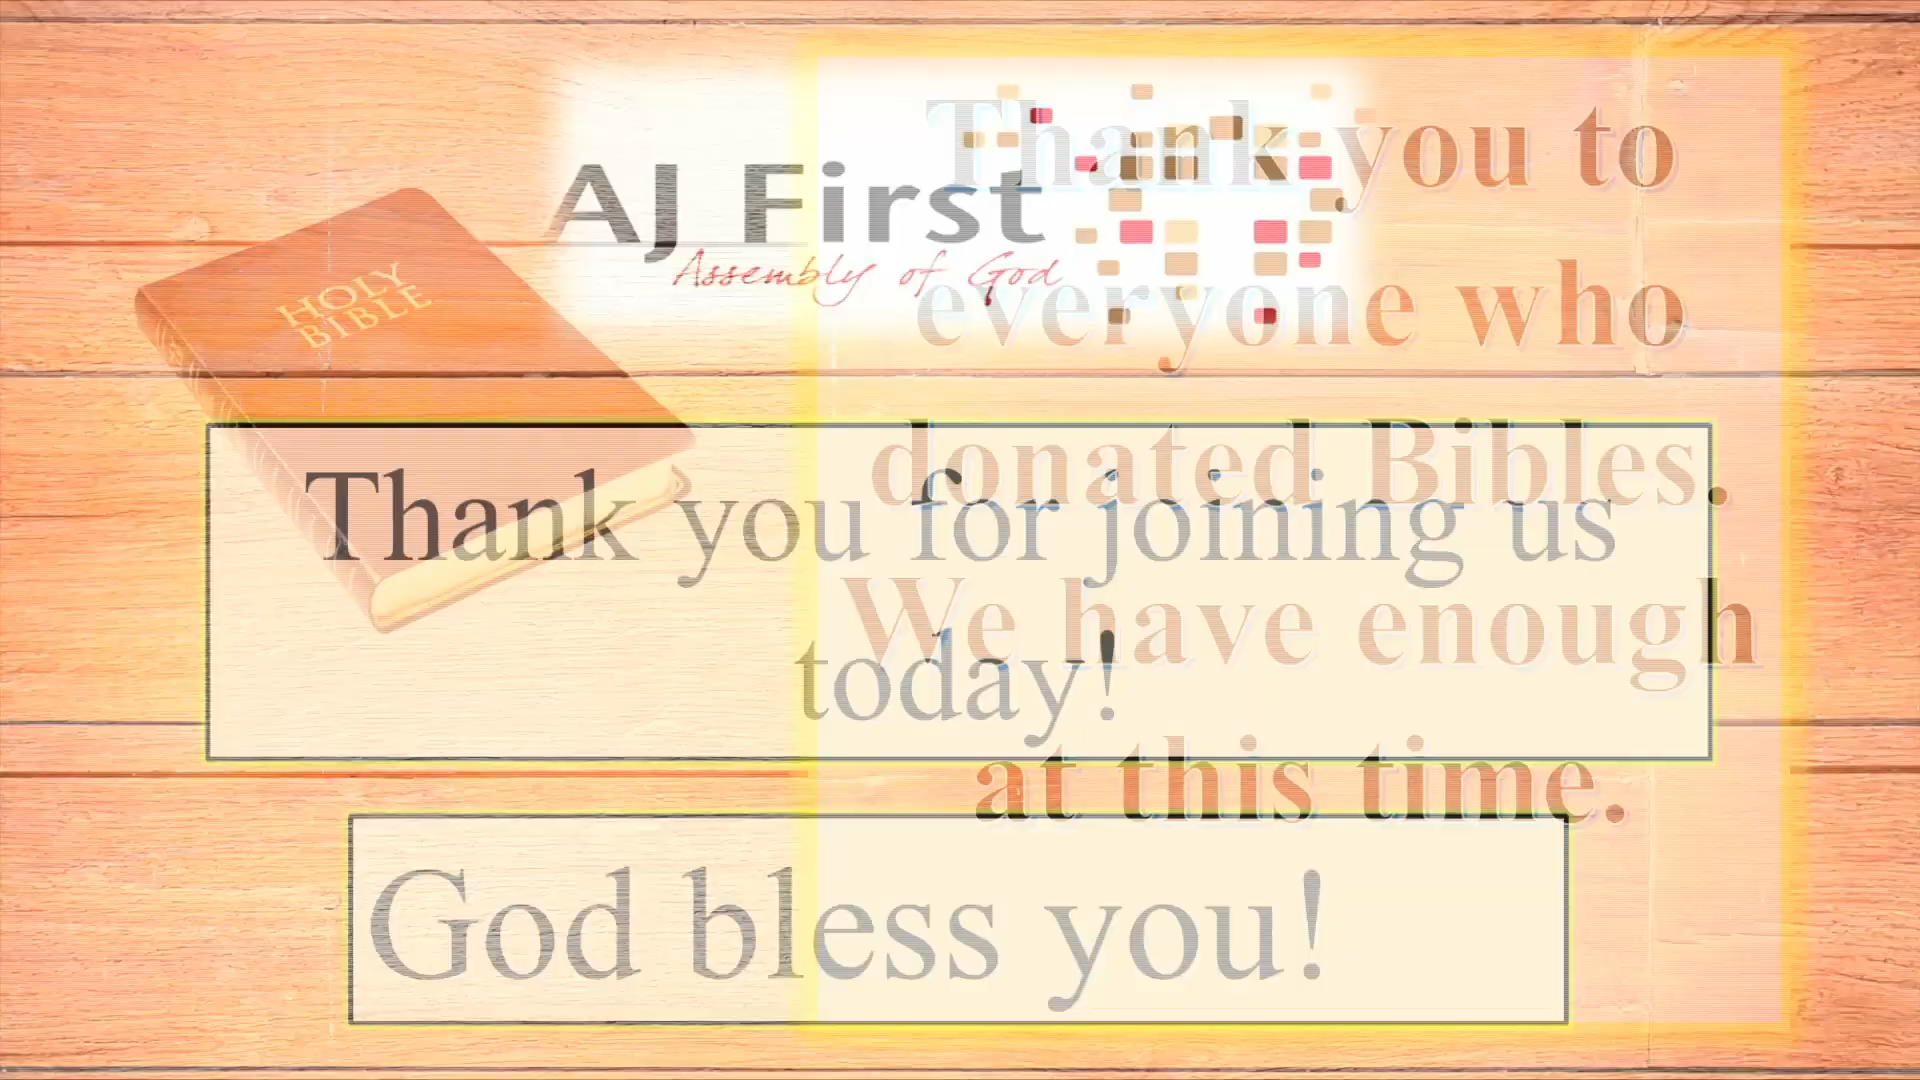 HOLY
BIBLE
AJ First
Assembly of God
Thank you to
everyone who
donated Bibles.
We have enough
at this time.
Thank you for joining us
today!
God bless you!